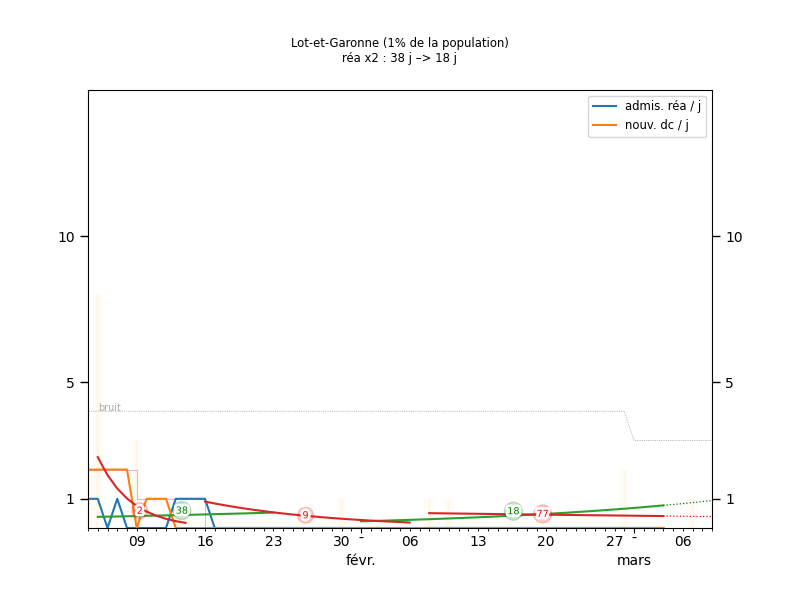 Lot-et-Garonne (1% de la population)
réa x2 : 38 j –> 18 j
admis. réa / j
nouv. dc / j
10
10
5
5
bruit
1
1
2
38
9
18
77
09
16
23
30
06
13
20
27
06
févr.
mars